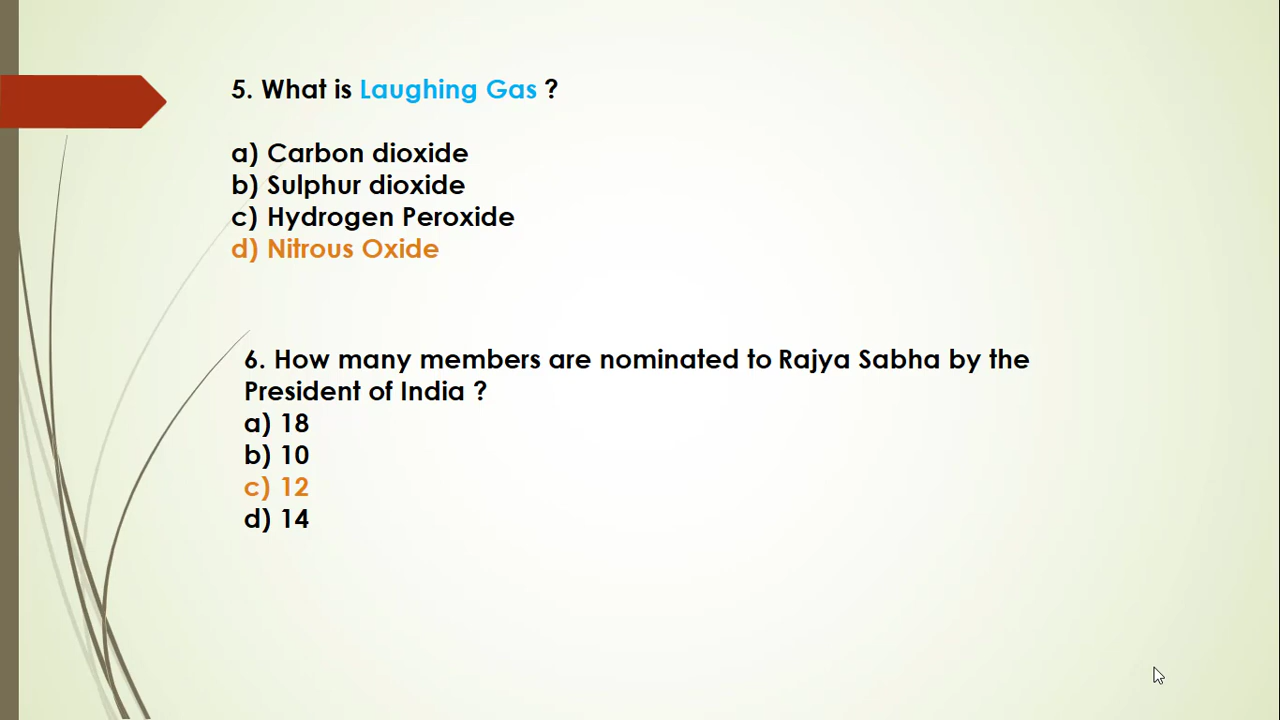 5. What is Laughing Gas ?
a) Carbon dioxide
b) Sulphur dioxide
c) Hydrogen Peroxide
d) Nitrous Oxide
6. How many members are nominated to Rajya Sabha by the
President of India ?
a) 18
b) 10
c) 12
d) 14